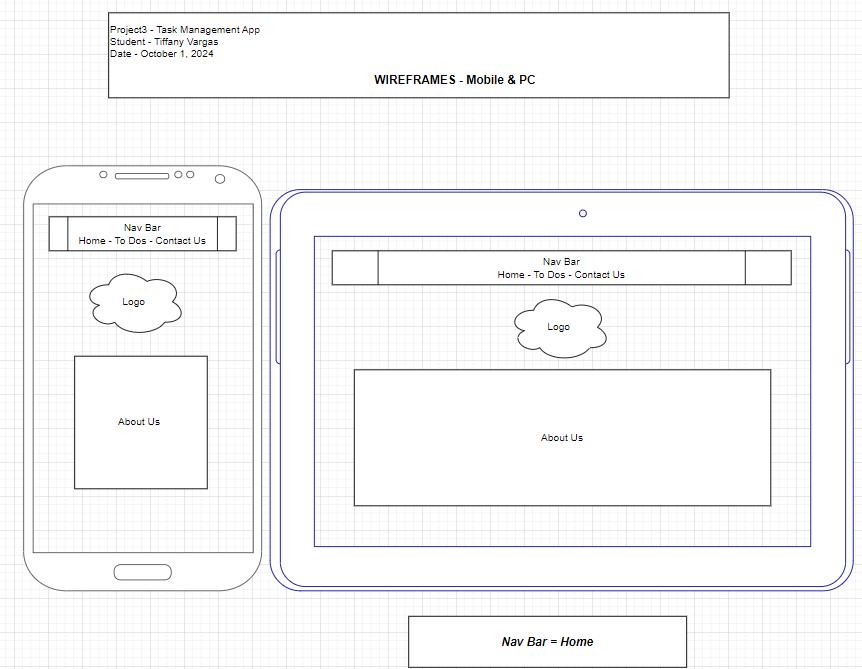 Project3 - Task Management App
Student - Tiffany Vargas
Date - October 1, 2024
WIREFRAMES - Mobile & PC
Nav Bar
Home - To Dos - Contact Us
Logo
About Us
Nav Bar
Home - To Dos - Contact Us
Logo
About Us
Nav Bar = Home